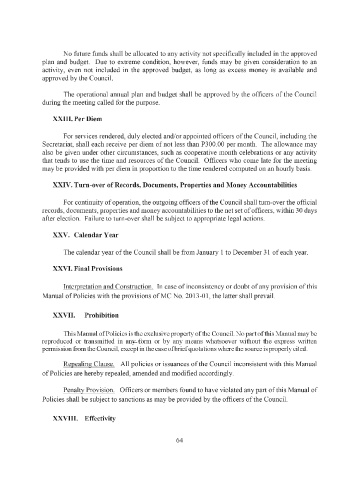 No future funds shall be allocated to any activity not specifically included in the approved
plan and budget. Due to extreme condition, however, funds may be given consideration to an
activity, even not included in the approved budget, as long as excess money is available and
approved by the Council.
The operational annual plan and budget shall be approved by the officers of the Council
during the meeting called for the purpose.
XXIII. Per Diem
For services rendered, duly elected and/or appointed officers of the Council, including the
Secretariat, shall each receive per diem of not less than P300.00 per month. The allowance may
also be given under other circumstances, such as cooperative month celebrations or any activity
that tends to use the time and resources of the Council. Officers who come late for the meeting
may be provided with per diem in proportion to the time rendered computed on an hourly basis.
XXIV. Turn-over of Records, Documents, Properties and Money Accountabilities
For continuity of operation, the outgoing officers of the Council shall turn-over the official
records, documents, properties and money accountabilities to the net set of officers, within 30 days
after election. Failure to turn-over shall be subject to appropriate legal actions.
XXV. Calendar Year
The calendar year of the Council shall be from January 1 to December 31 of each year.
XXVI. Final Provisions
Interpretation and Construction. In case of inconsistency or doubt of any provision of this
Manual of Policies with the provisions of MC No. 2013-01, the latter shall prevail.
XXVII. Prohibition
This Manual of Policies is the exclusive property of the Council. No part of this Manual may be
reproduced or transmitted in any-form or by any means whatsoever without the express written
permission from the Council, except in the case of brief quotations where the source is properly cited.
Repealing Clause. All policies or issuances of the Council inconsistent with this Manual
of Policies are hereby repealed, amended and modified accordingly.
Penalty Provision. Officers or members found to have violated any part of this Manual of
Policies shall be subject to sanctions as may be provided by the officers of the Council.
XXVIII. Effectivity
64